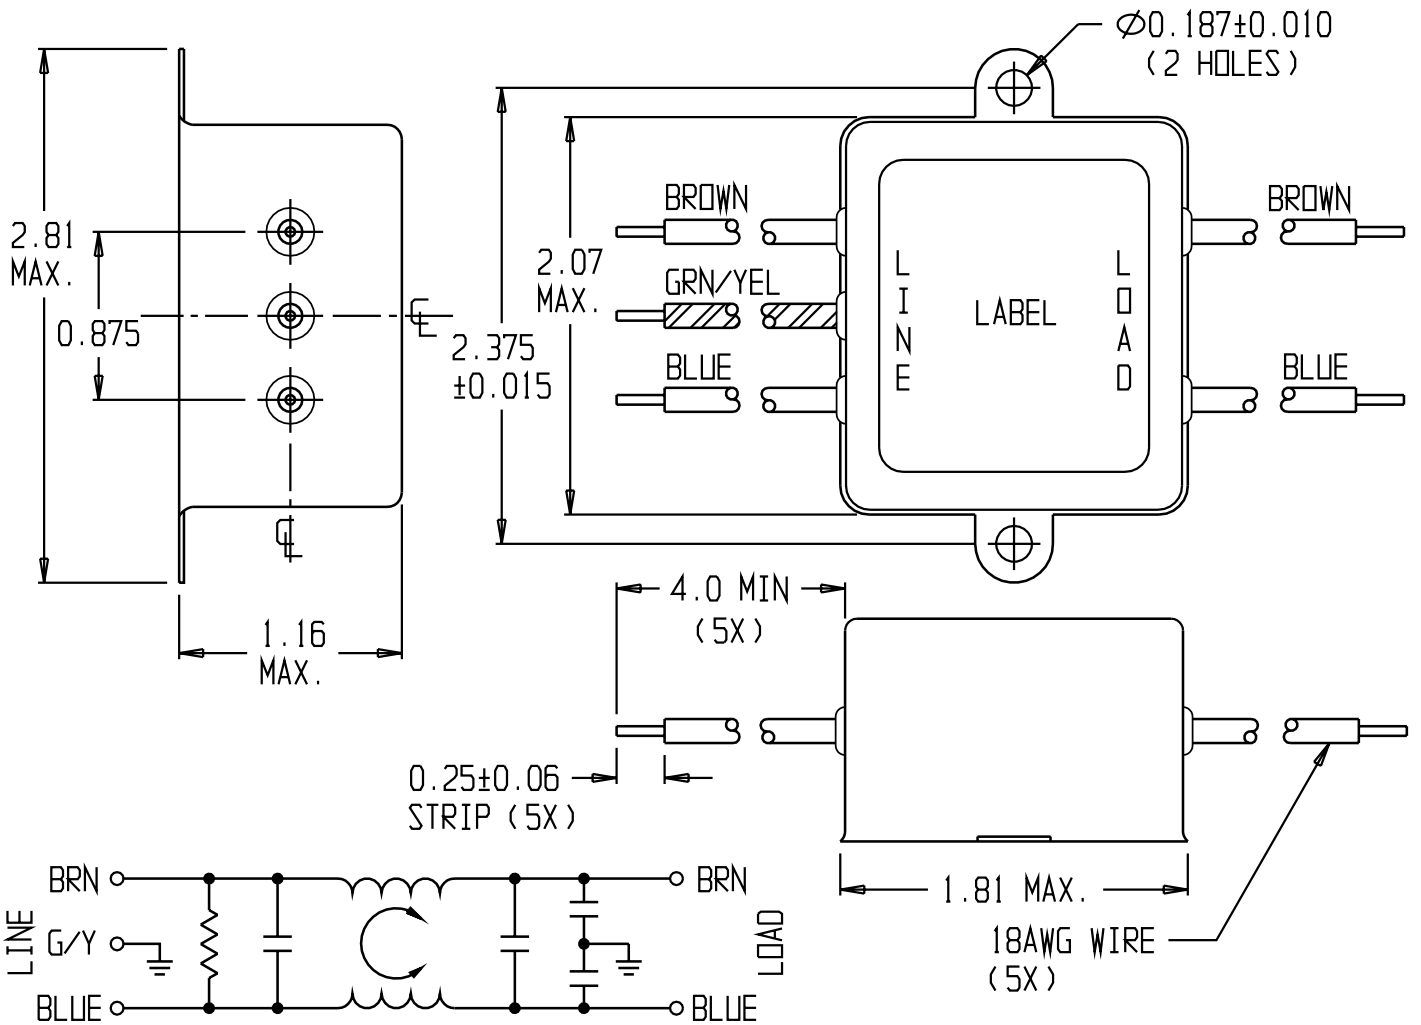 Ø0.187±0.010
(2 HOLES)
2.81
MAX.
0.875
C̲L
C̲L
1.16
MAX.
2.375
±0.015
2.07
MAX.
BROWN
GRN/YEL
BLUE
LINE
LABEL
LOAD
BROWN
BLUE
4.0 MIN
(5X)
0.25±0.06
STRIP (5X)
1.81 MAX.
18AWG WIRE
(5X)
LINE
BRN
G/Y
BLUE
BRN
BLUE
LOAD